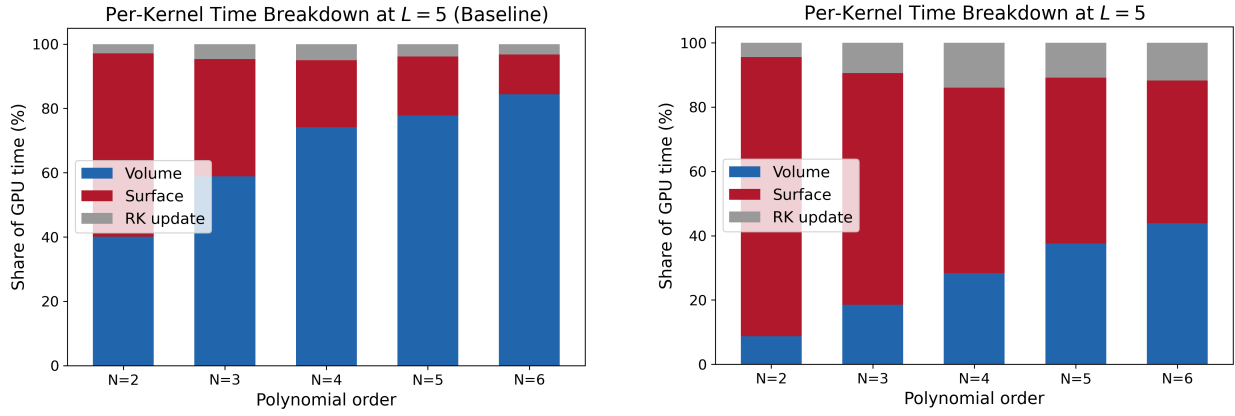 Per-Kernel Time Breakdown at L = 5 (Baseline)
Share of GPU time (%)
100
80
60
40
20
0
Volume
Surface
RK update
N=2 N=3 N=4 N=5 N=6
Polynomial order
Per-Kernel Time Breakdown at L = 5
Share of GPU time (%)
100
80
60
40
20
0
Volume
Surface
RK update
N=2 N=3 N=4 N=5 N=6
Polynomial order